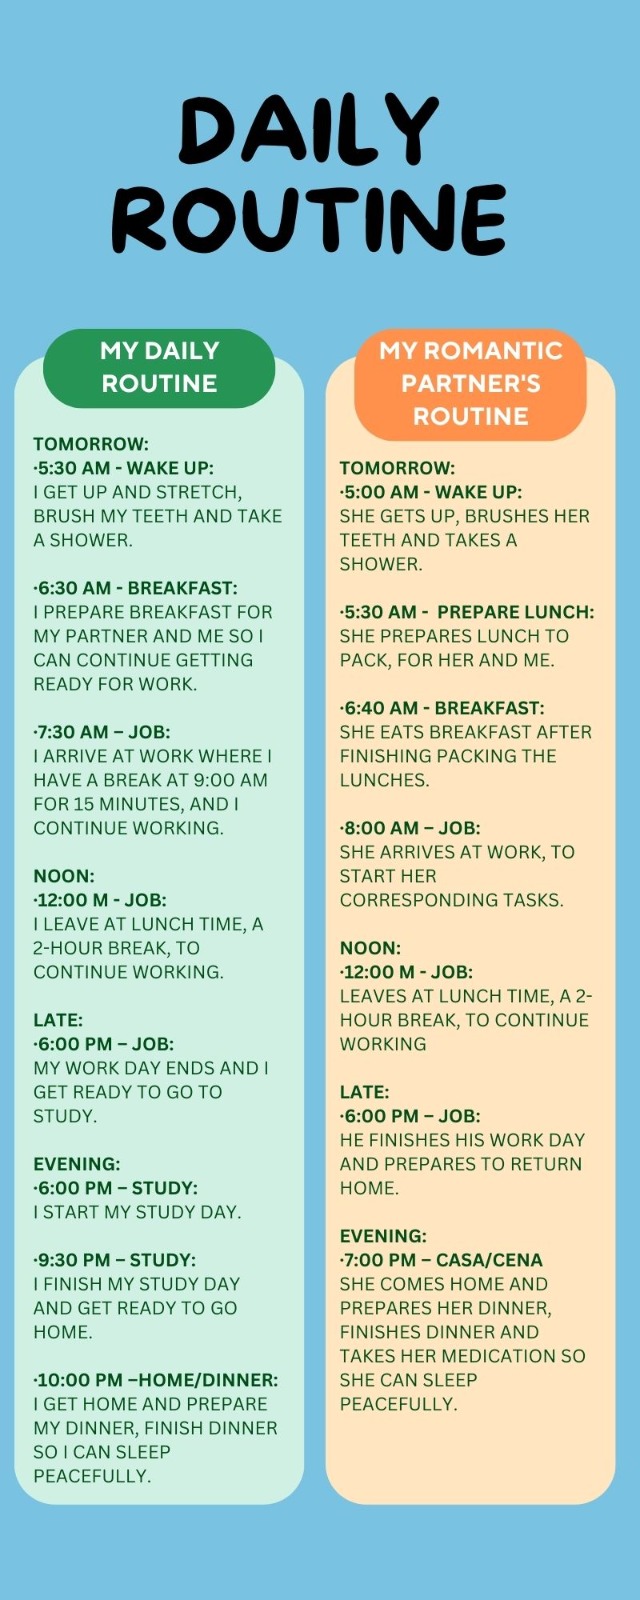 DAILY
ROUTINE
MY DAILY
ROUTINE
TOMORROW:
·5:30 AM - WAKE UP:
I GET UP AND STRETCH,
BRUSH MY TEETH AND TAKE
A SHOWER.
·6:30 AM - BREAKFAST:
I PREPARE BREAKFAST FOR
MY PARTNER AND ME SO I
CAN CONTINUE GETTING
READY FOR WORK.
·7:30 AM – JOB:
I ARRIVE AT WORK WHERE I
HAVE A BREAK AT 9:00 AM
FOR 15 MINUTES, AND I
CONTINUE WORKING.
NOON:
·12:00 M - JOB:
I LEAVE AT LUNCH TIME, A
2-HOUR BREAK, TO
CONTINUE WORKING.
LATE:
·6:00 PM – JOB:
MY WORK DAY ENDS AND I
GET READY TO GO TO
STUDY.
EVENING:
·6:00 PM – STUDY:
I START MY STUDY DAY.
·9:30 PM – STUDY:
I FINISH MY STUDY DAY
AND GET READY TO GO
HOME.
·10:00 PM –HOME/DINNER:
I GET HOME AND PREPARE
MY DINNER, FINISH DINNER
SO I CAN SLEEP
PEACEFULLY.
MY ROMANTIC
PARTNER'S
ROUTINE
TOMORROW:
·5:00 AM - WAKE UP:
SHE GETS UP, BRUSHES HER
TEETH AND TAKES A
SHOWER.
·5:30 AM -  PREPARE LUNCH:
SHE PREPARES LUNCH TO
PACK, FOR HER AND ME.
·6:40 AM - BREAKFAST:
SHE EATS BREAKFAST AFTER
FINISHING PACKING THE
LUNCHES.
·8:00 AM – JOB:
SHE ARRIVES AT WORK, TO
START HER
CORRESPONDING TASKS.
NOON:
·12:00 M - JOB:
LEAVES AT LUNCH TIME, A 2-
HOUR BREAK, TO CONTINUE
WORKING
LATE:
·6:00 PM – JOB:
HE FINISHES HIS WORK DAY
AND PREPARES TO RETURN
HOME.
EVENING:
·7:00 PM – CASA/CENA
SHE COMES HOME AND
PREPARES HER DINNER,
FINISHES DINNER AND
TAKES HER MEDICATION SO
SHE CAN SLEEP
PEACEFULLY.